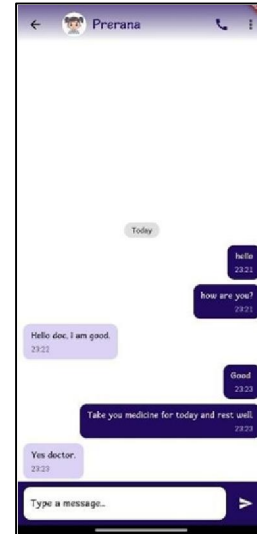 Prerana
Today
hello
23:21
how are you?
23:21
Hello doc, I am good.
23:22
Good
23:23
Take you medicine for today and rest well
23:23
Yes doctor.
23:23
Type a message..